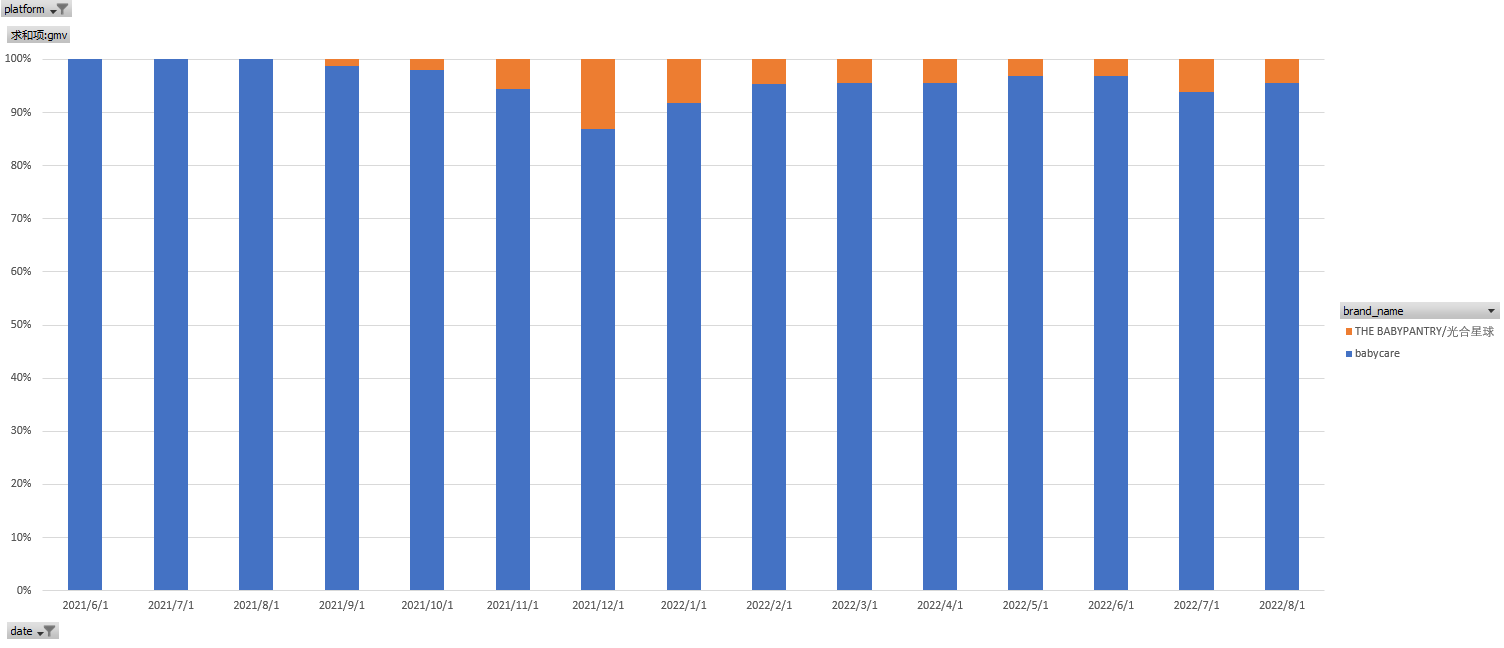 platform
求和项:gmv
100%
90%
80%
70%
60%
50%
40%
30%
20%
10%
0%
2021/6/1 2021/7/1 2021/8/1 2021/9/1 2021/10/1 2021/11/1 2021/12/1 2022/1/1 2022/2/1 2022/3/1 2022/4/1 2022/5/1 2022/6/1 2022/7/1 2022/8/1
brand_name
THE BABYPANTRY/光合星球
babycare
date